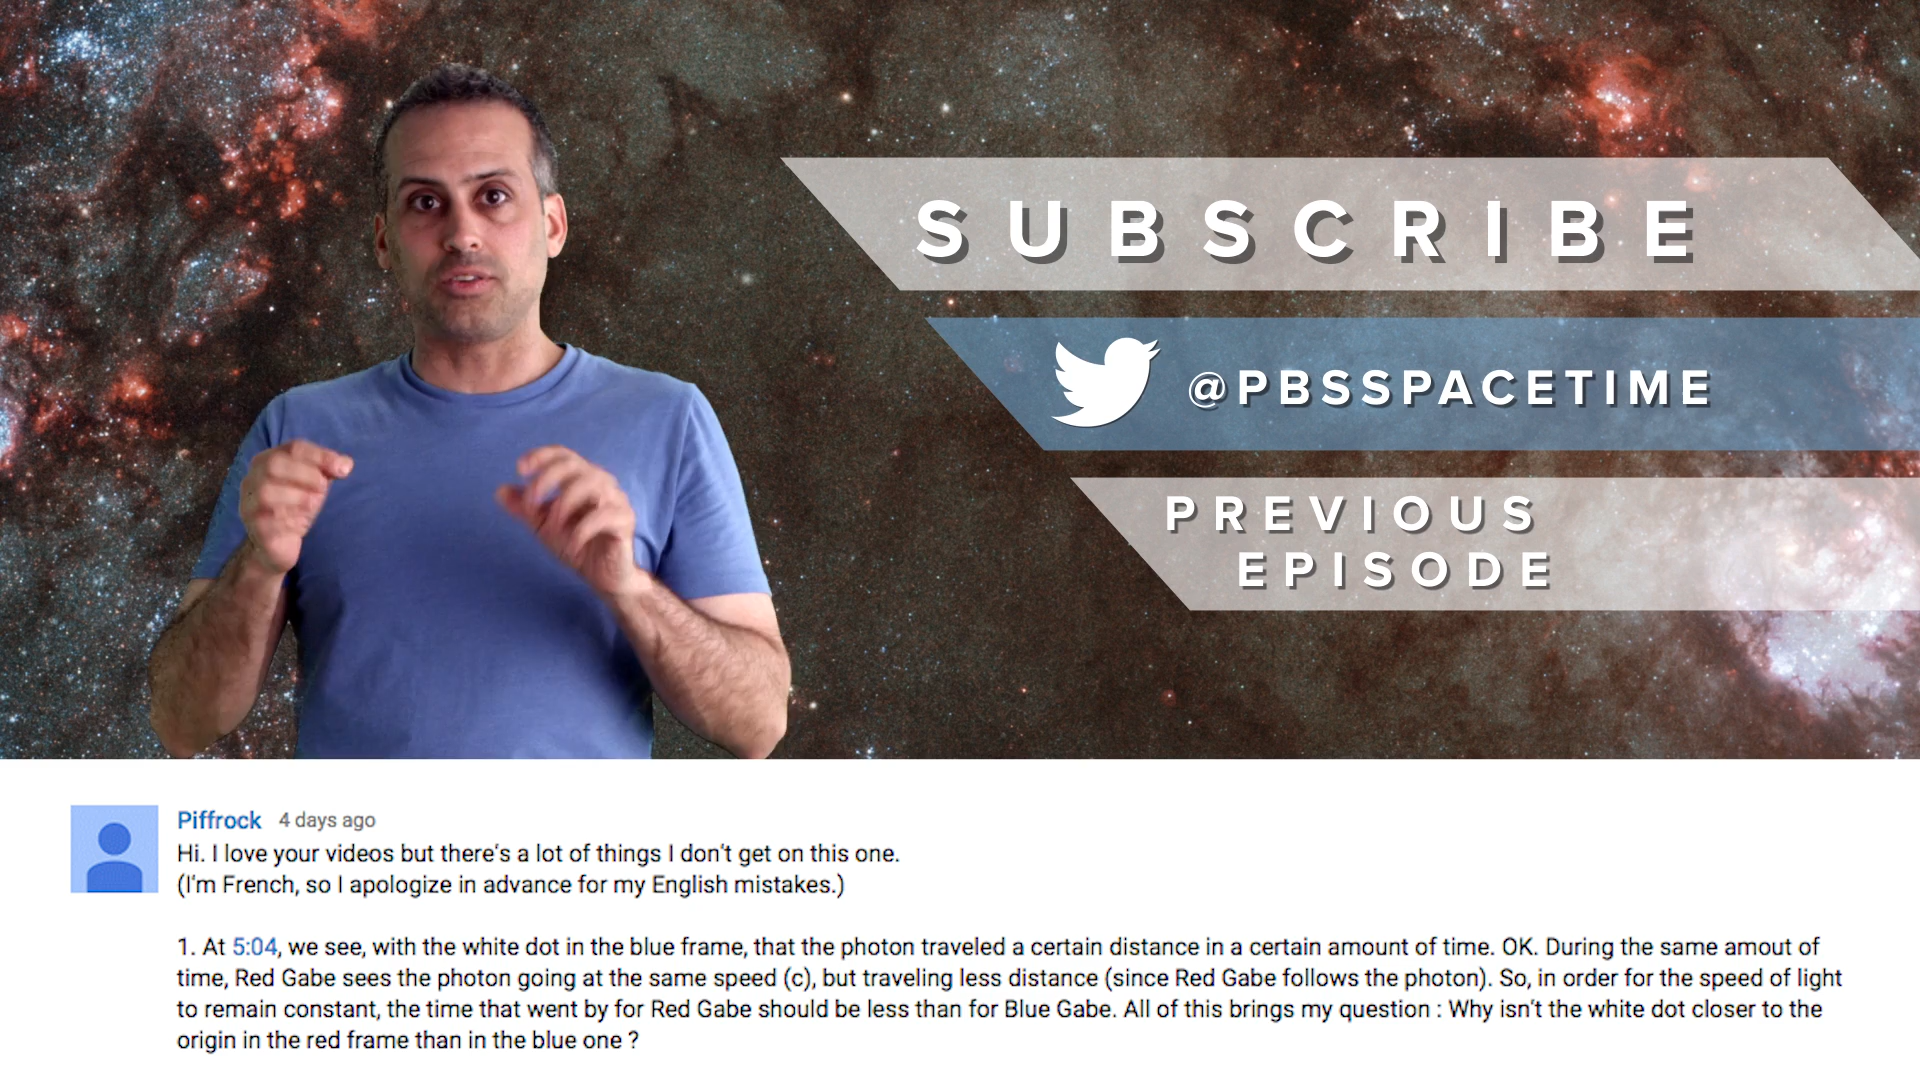 SUBSCRIBE
@PBSSPACETIME
PREVIOUS
EPISODE
Piffrock 4 days ago
Hi. I love your videos but there's a lot of things I don't get on this one.
(I'm French, so I apologize in advance for my English mistakes.)
1. At 5:04, we see, with the white dot in the blue frame, that the photon traveled a certain distance in a certain amount of time. OK. During the same amout of
time, Red Gabe sees the photon going at the same speed (c), but traveling less distance (since Red Gabe follows the photon). So, in order for the speed of light
to remain constant, the time that went by for Red Gabe should be less than for Blue Gabe. All of this brings my question : Why isn't the white dot closer to the
origin in the red frame than in the blue one ?